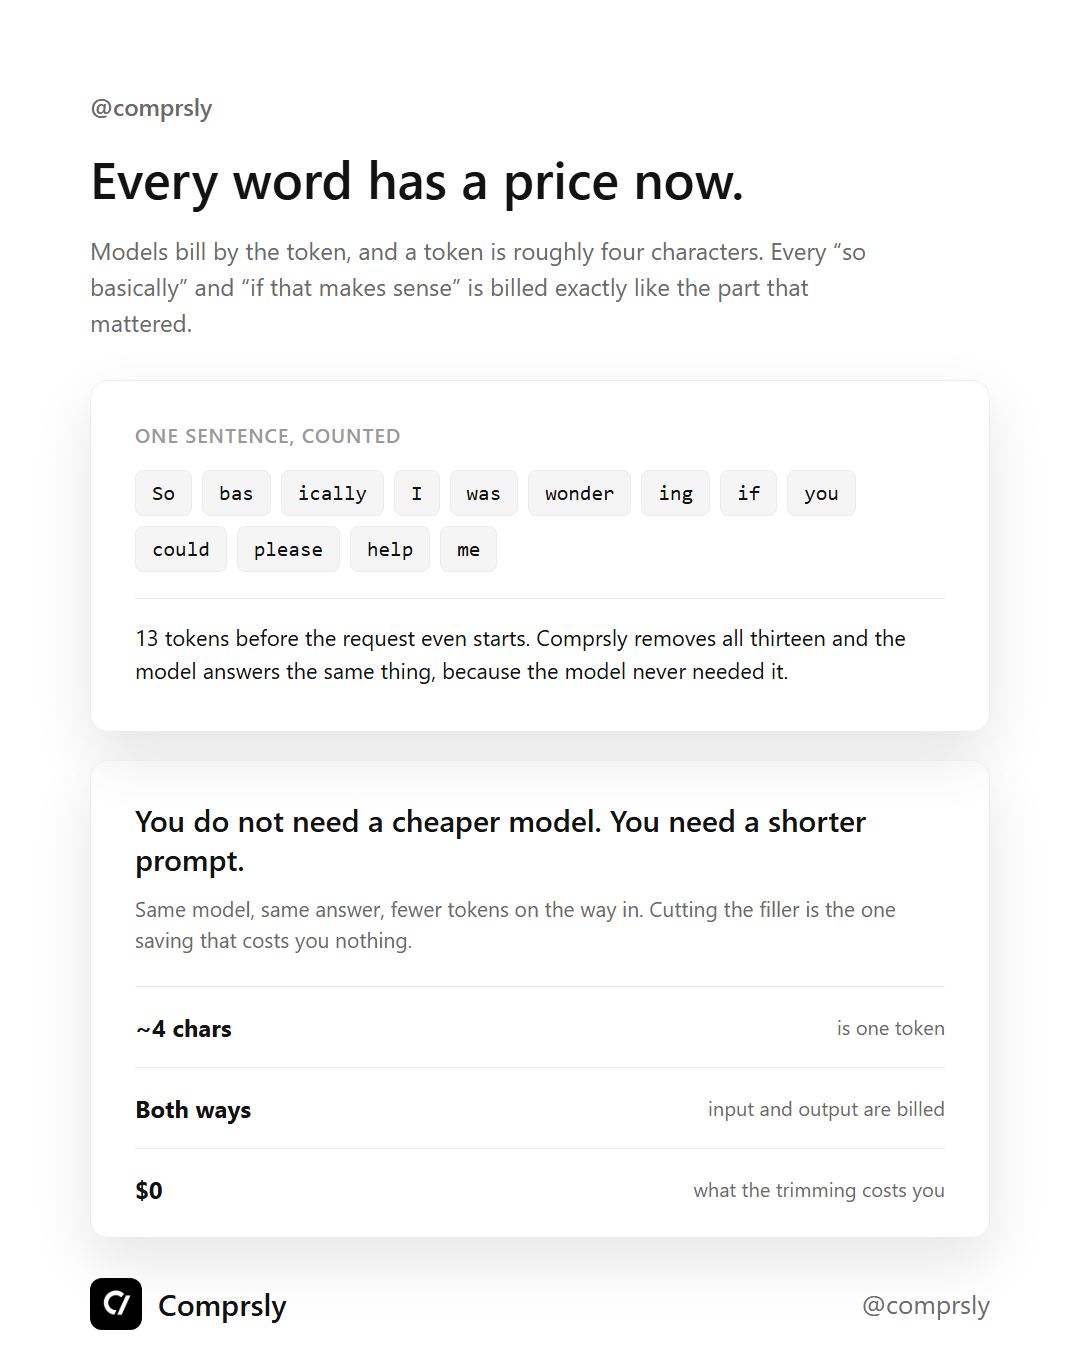 @comprsly
Every word has a price now.
Models bill by the token, and a token is roughly four characters. Every “so
basically” and “if that makes sense” is billed exactly like the part that
mattered.
ONE SENTENCE, COUNTED
So bas ically I was wonder ing if you
could please help me
13 tokens before the request even starts. Comprsly removes all thirteen and the
model answers the same thing, because the model never needed it.
You do not need a cheaper model. You need a shorter
prompt.
Same model, same answer, fewer tokens on the way in. Cutting the filler is the one
saving that costs you nothing.
~4 chars is one token
Both ways input and output are billed
$0 what the trimming costs you
Comprsly @comprsly